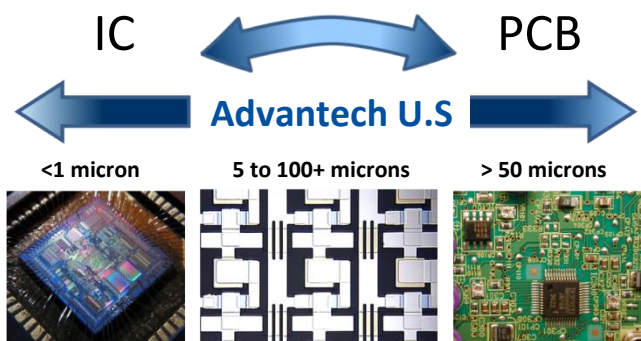 IC
PCB
Advantech U.S
<1 micron
5 to 100+ microns
> 50 microns